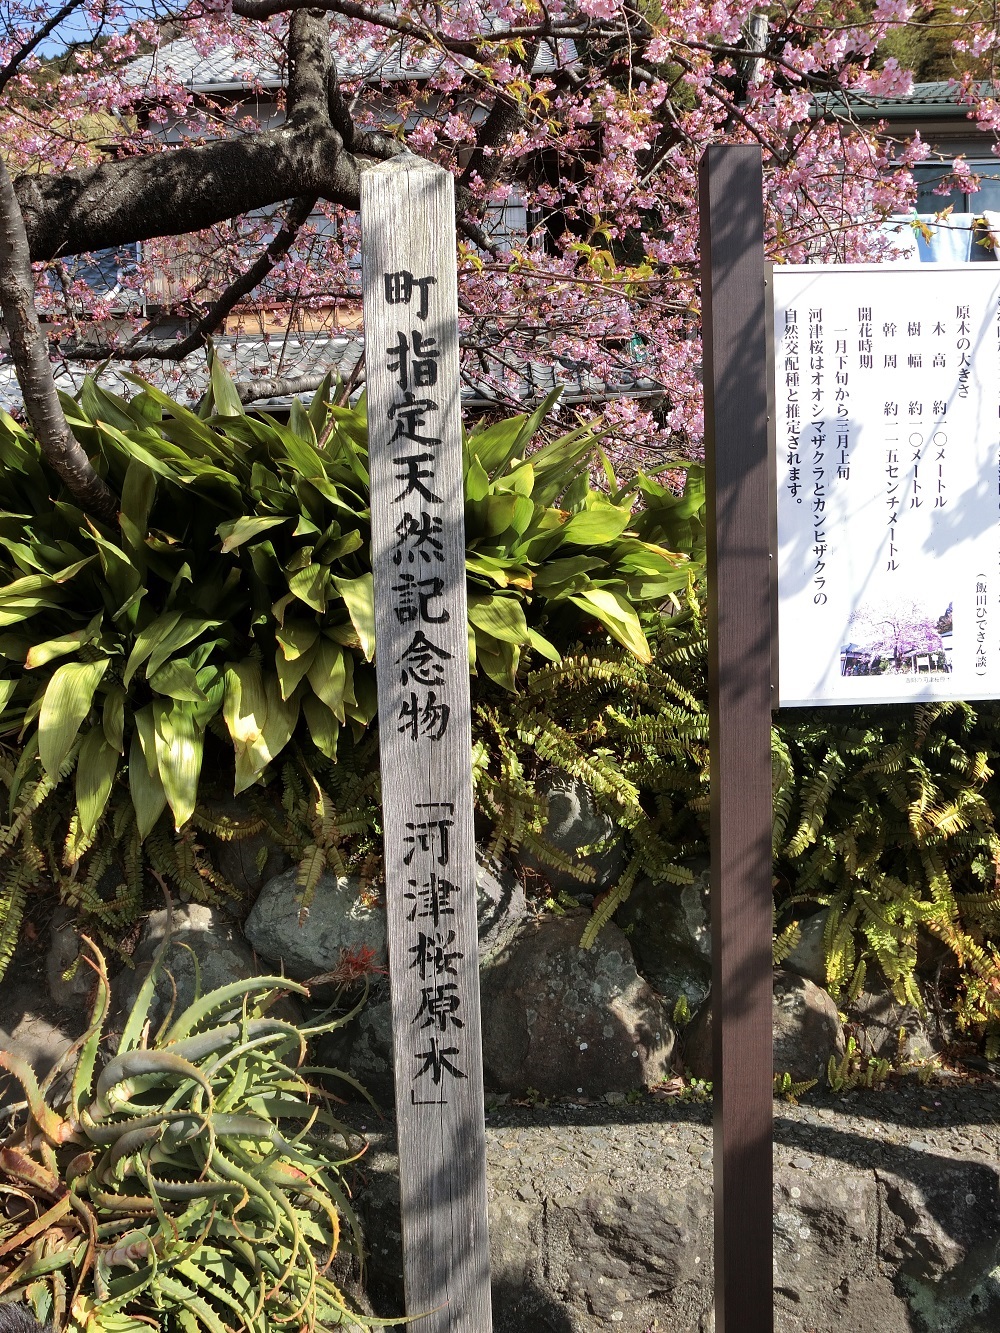 町指定天然記念物 「河津桜原木」
（飯田ひでさん談）
原木の大きさ
木高 約一〇メートル
樹幅 約一〇メートル
幹周 約一一五センチメートル
開花時期
一月下旬から三月上旬
河津桜はオオシマザクラとカンヒザクラの
自然交配種と推定されます。